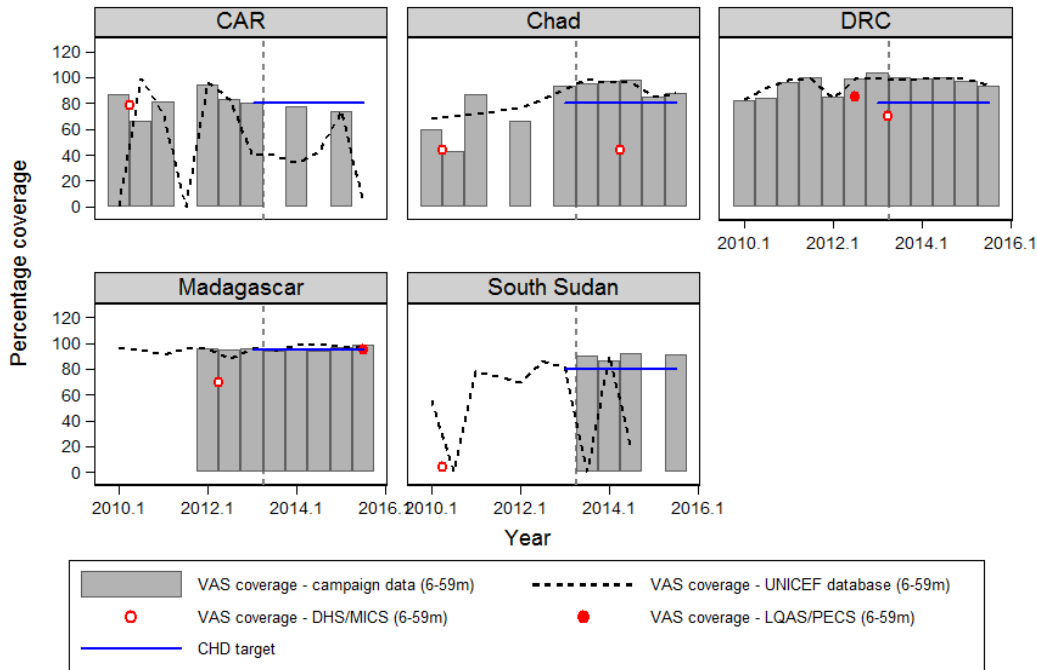 CAR Chad DRC
120
100
80
60
40
20
0
2010.1 2012.1 2014.1 2016.1
Percentage coverage
Madagascar South Sudan
120
100
80
60
40
20
0
2010.1 2012.1 2014.1 2016.1 2010.1 2012.1 2014.1 2016.1
Year
VAS coverage - campaign data (6-59m) VAS coverage - UNICEF database (6-59m)
VAS coverage - DHS/MICS (6-59m) VAS coverage - LQAS/PECS (6-59m)
CHD target